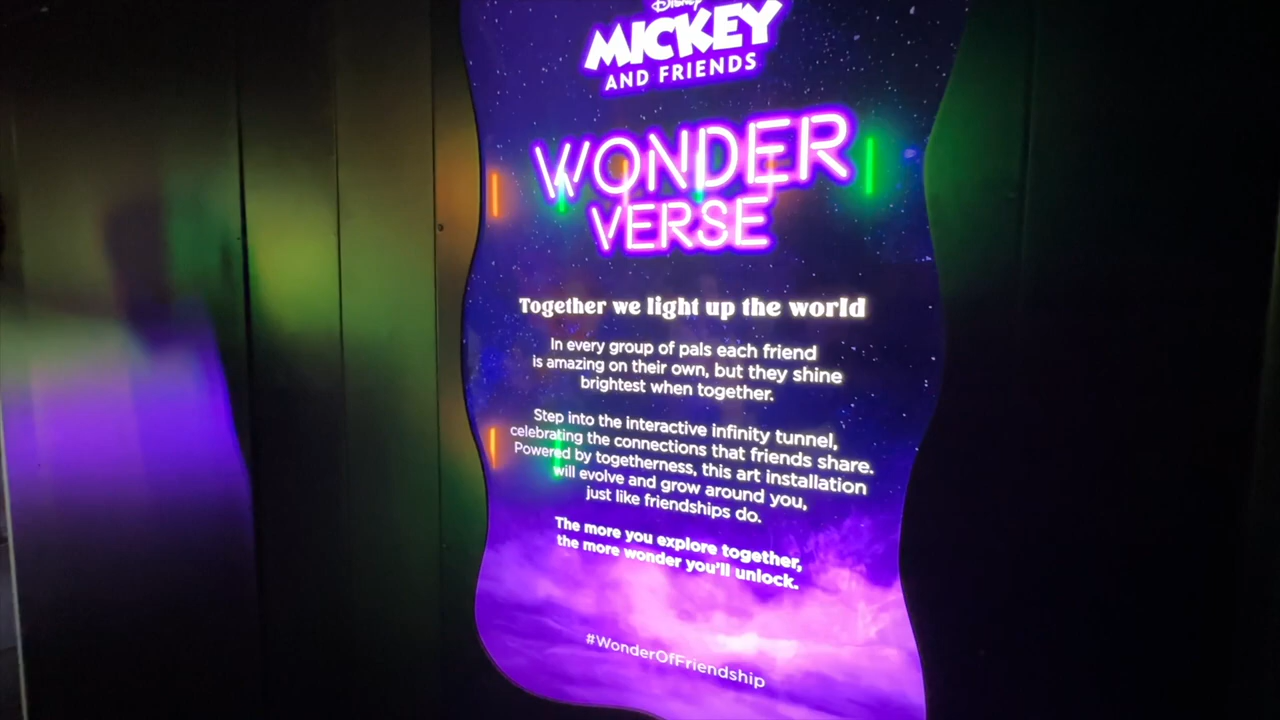 Disney
MICKEY
AND FRIENDS
WONDER
VERSE
Together we light up the world
In every group of pals each friend
is amazing on their own, but they shine
brightest when together.
Step into the interactive infinity tunnel,
celebrating the connections that friends share.
Powered by togetherness, this art installation
will evolve and grow around you,
just like friendships do.
The more you explore together,
the more wonder you'll unlock.
#WonderOfFriendship